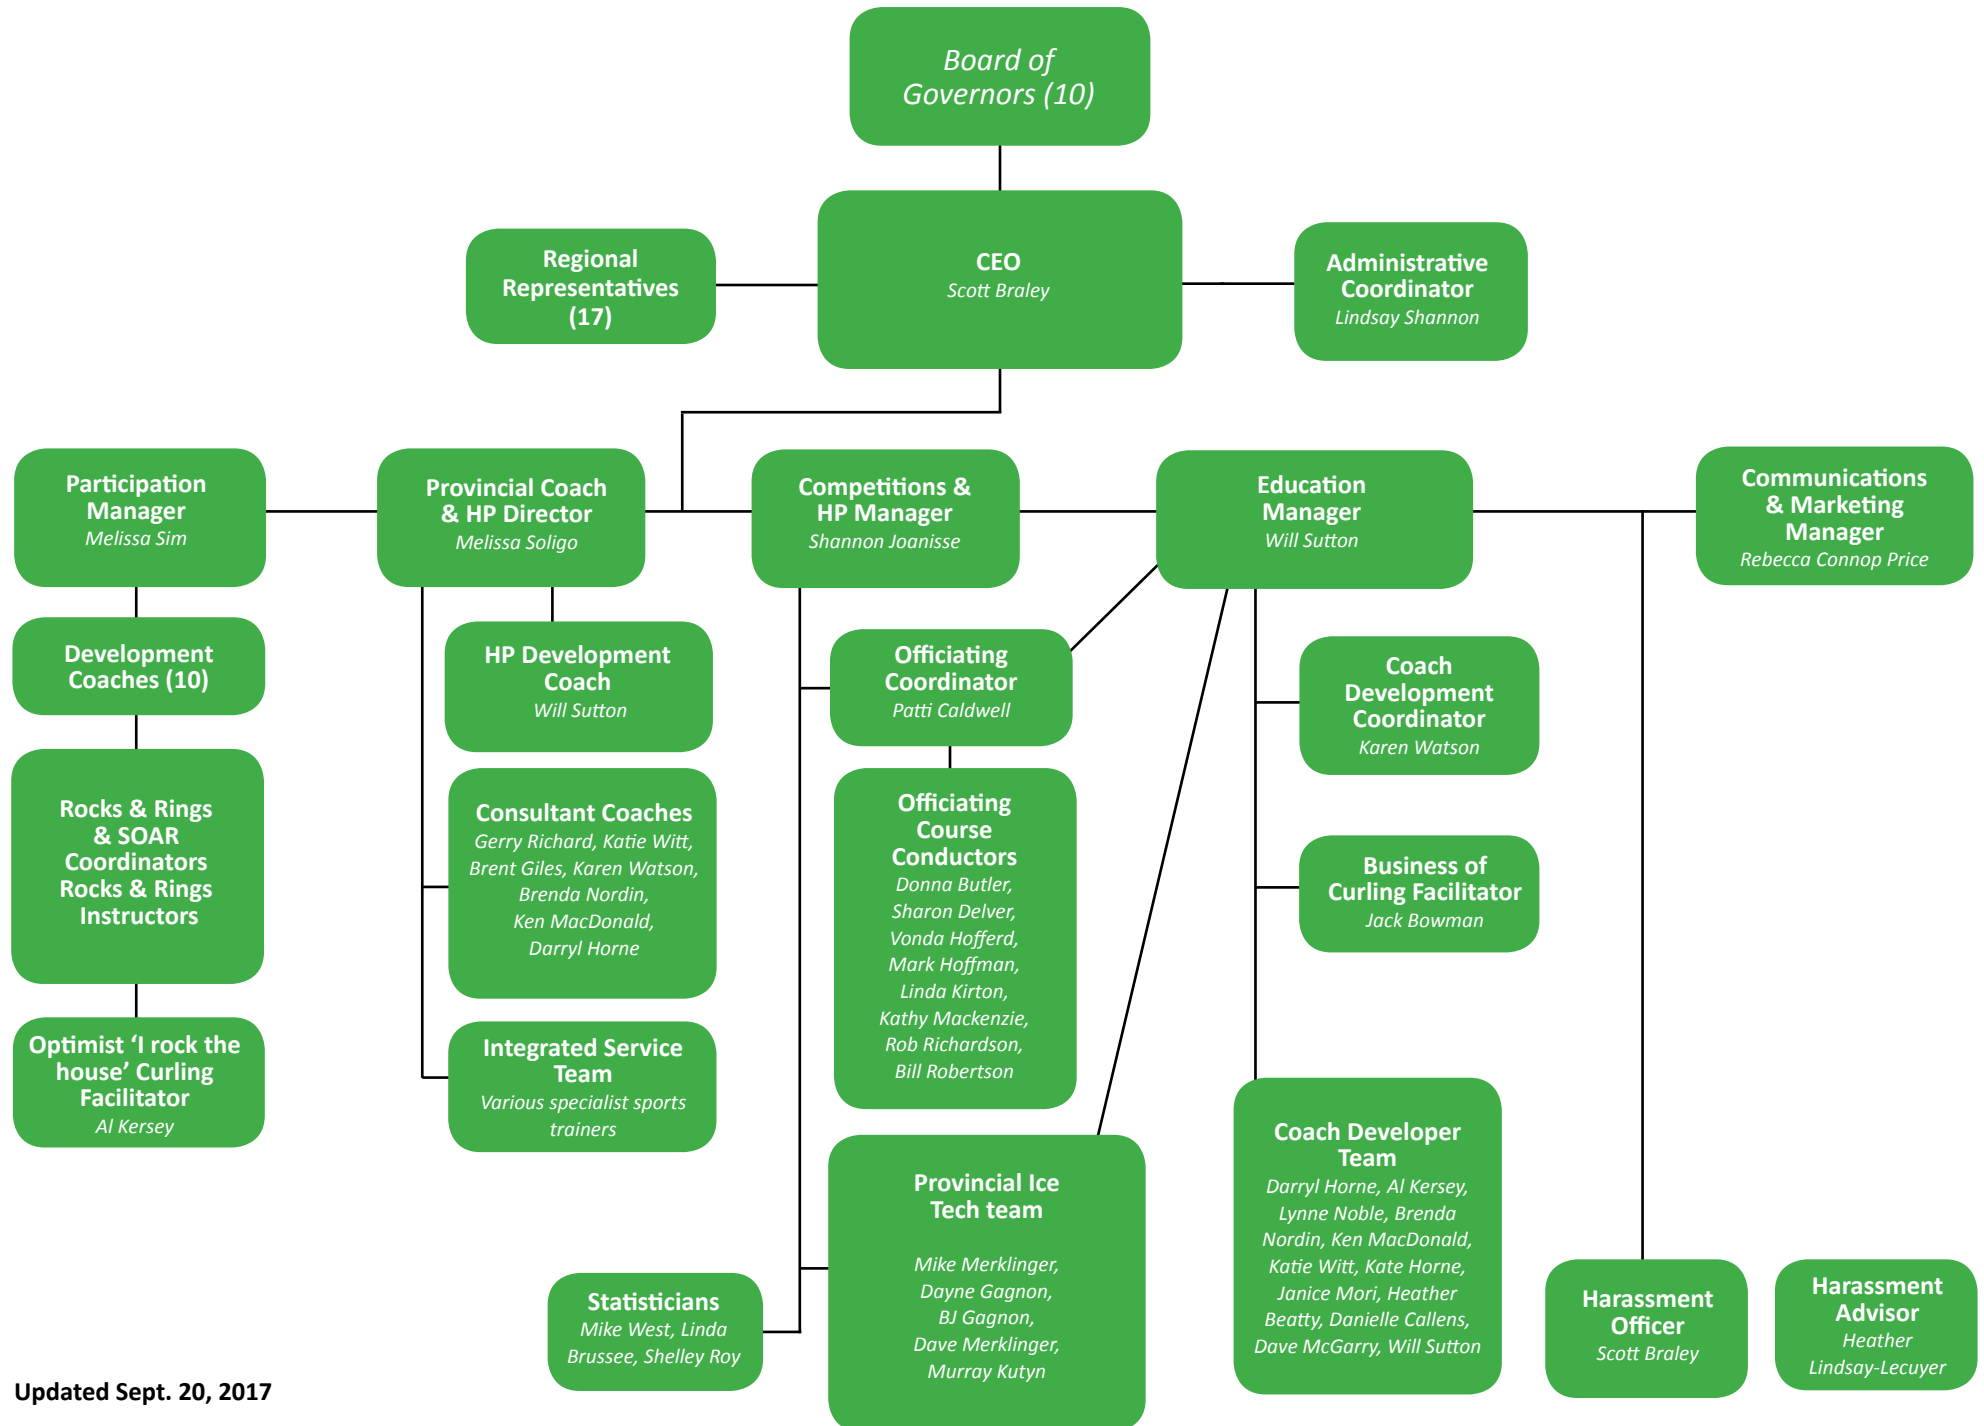 Board of
Governors (10)
Regional
Representatives
(17)
CEO
Scott Braley
Administrative
Coordinator
Lindsay Shannon
Participation
Manager
Melissa Sim
Provincial Coach
& HP Director
Melissa Soligo
Competitions &
HP Manager
Shannon Joanisse
Education
Manager
Will Sutton
Communications
& Marketing
Manager
Rebecca Connop Price
Development
Coaches (10)
HP Development
Coach
Will Sutton
Officiating
Coordinator
Patti Caldwell
Coach
Development
Coordinator
Karen Watson
Rocks & Rings
& SOAR
Coordinators
Rocks & Rings
Instructors
Consultant Coaches
Gerry Richard, Katie Witt,
Brent Giles, Karen Watson,
Brenda Nordin,
Ken MacDonald,
Darryl Horne
Officiating
Course
Conductors
Donna Butler,
Sharon Delver,
Vonda Hofferd,
Mark Hoffman,
Linda Kirton,
Kathy Mackenzie,
Rob Richardson,
Bill Robertson
Business of
Curling Facilitator
Jack Bowman
Optimist ‘I rock the
house’ Curling
Facilitator
Al Kersey
Integrated Service
Team
Various specialist sports
trainers
Provincial Ice
Tech team
Mike Merklinger,
Dayne Gagnon,
BJ Gagnon,
Dave Merklinger,
Murray Kutyn
Coach Developer
Team
Darryl Horne, Al Kersey,
Lynne Noble, Brenda
Nordin, Ken MacDonald,
Katie Witt, Kate Horne,
Janice Mori, Heather
Beatty, Danielle Callens,
Dave McGarry, Will Sutton
Statisticians
Mike West, Linda
Brussee, Shelley Roy
Harassment
Officer
Scott Braley
Harassment
Advisor
Heather
Lindsay-Lecuyer
Updated Sept. 20, 2017